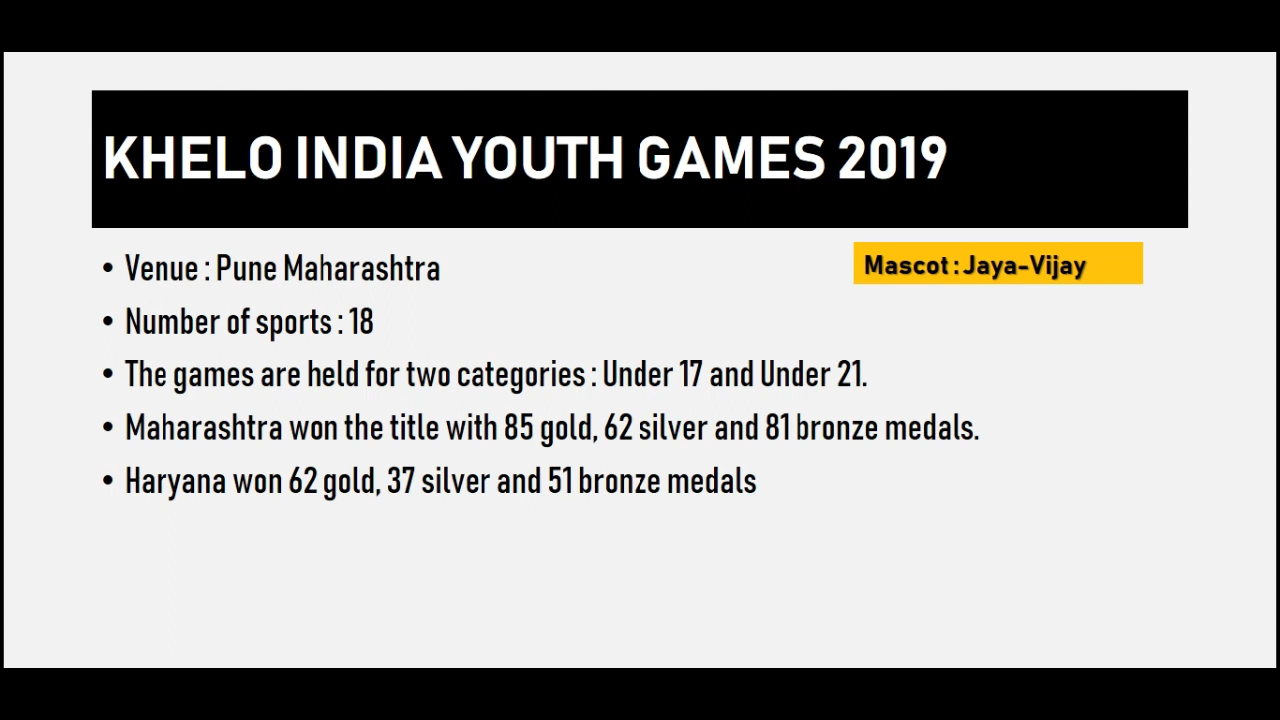 KHELO INDIA YOUTH GAMES 2019
• Venue : Pune Maharashtra
Mascot : Jaya-Vijay
• Number of sports : 18
• The games are held for two categories : Under 17 and Under 21.
• Maharashtra won the title with 85 gold, 62 silver and 81 bronze medals.
• Haryana won 62 gold, 37 silver and 51 bronze medals